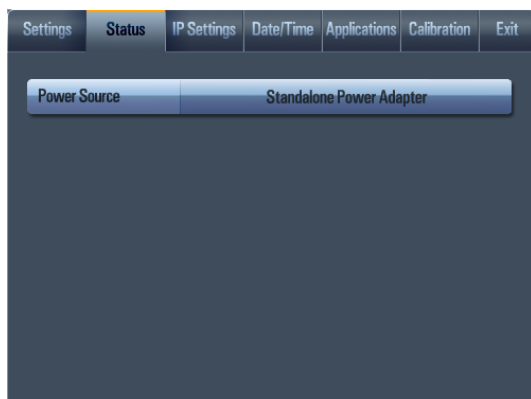 Settings Status IP Settings Date/Time Applications Calibration Exit
Power Source Standalone Power Adapter